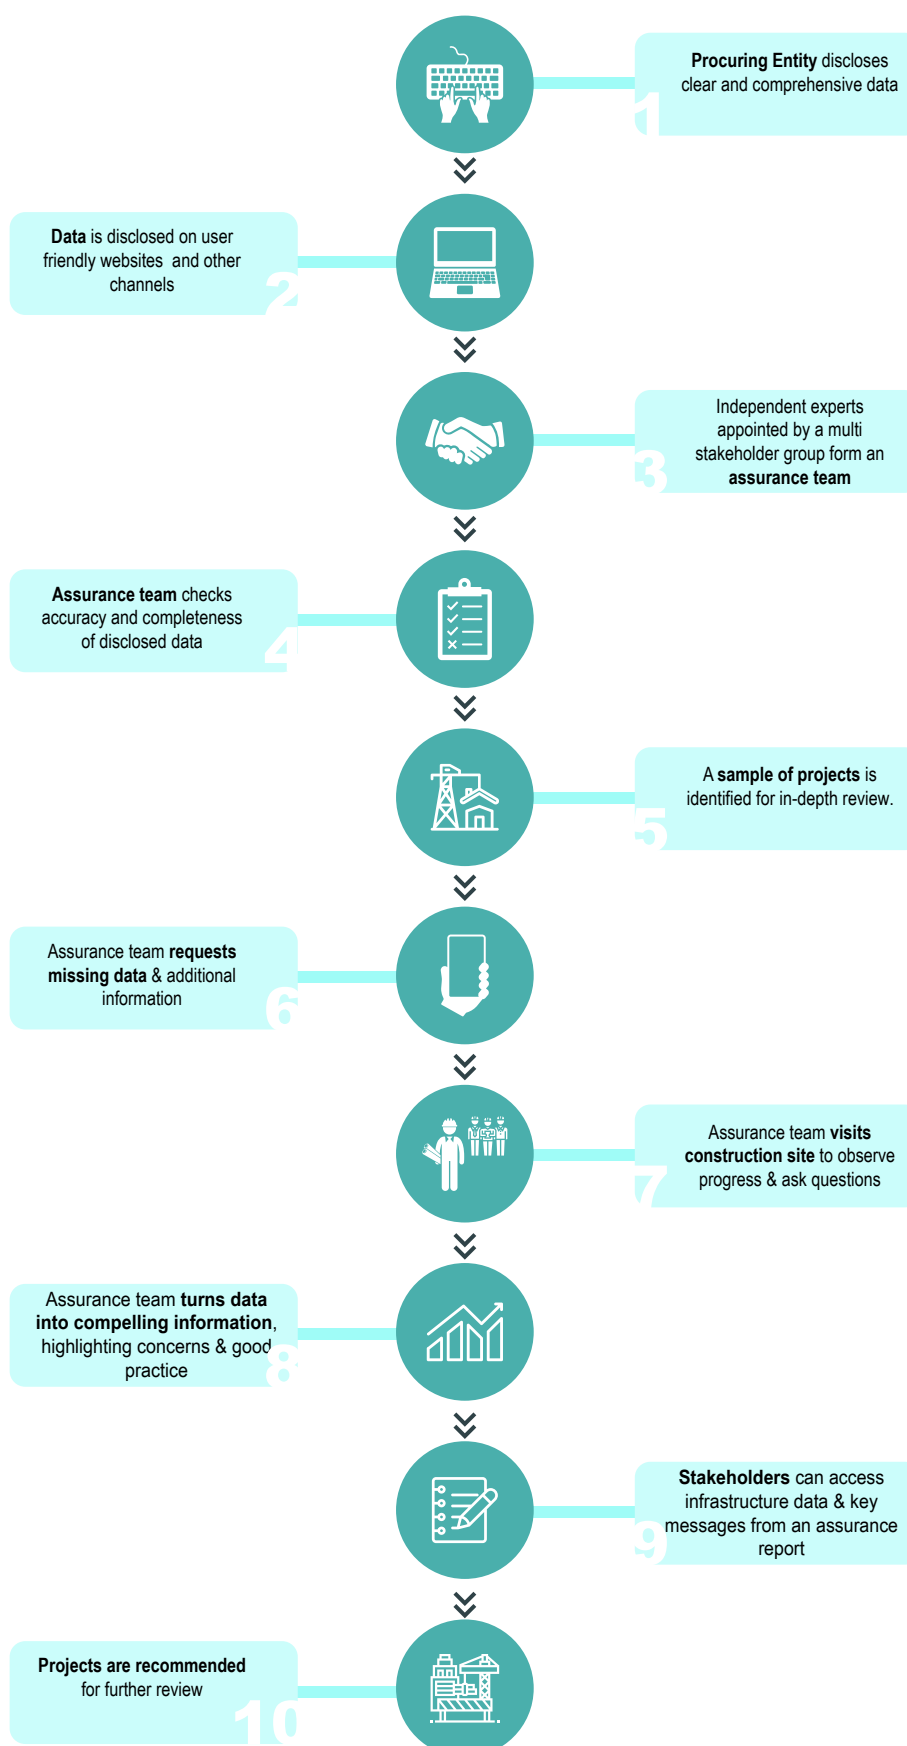 Procuring Entity discloses
clear and comprehensive data
1
Data is disclosed on user
friendly websites and other
channels
2
Independent experts
appointed by a multi
stakeholder group form an
assurance team
3
Assurance team checks
accuracy and completeness
of disclosed data
4
A sample of projects is
identified for in-depth review.
5
Assurance team requests
missing data & additional
information
6
Assurance team visits
construction site to observe
progress & ask questions
7
Assurance team turns data
into compelling information,
highlighting concerns & good
practice
8
Stakeholders can access
infrastructure data & key
messages from an assurance
report
9
Projects are recommended
for further review
10